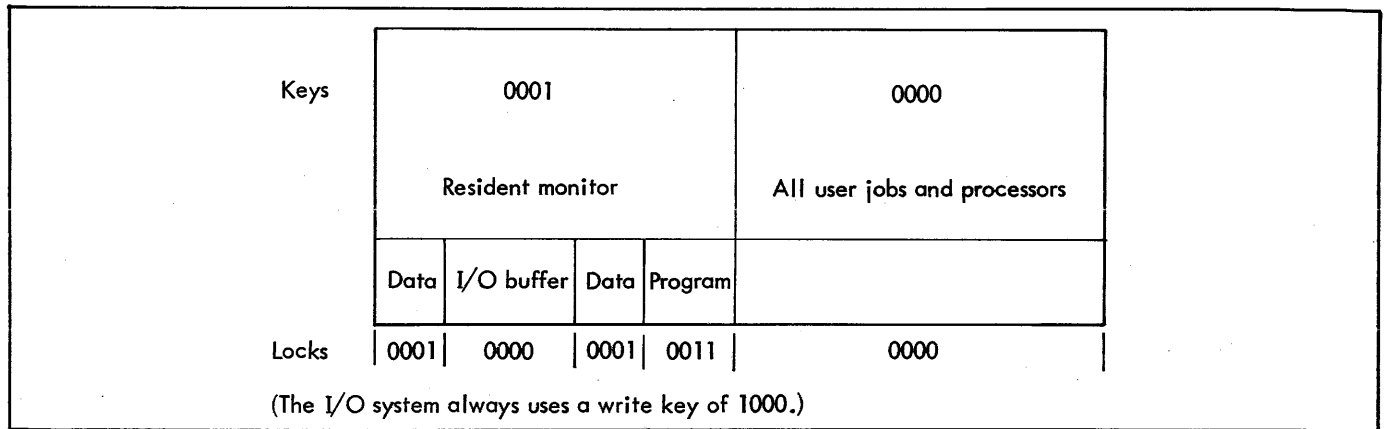 Keys 0001 0000
Resident monitor All user jobs and processors
Data I/O buffer Data Program
Locks 0001 0000 0001 0011 0000
(The I/O system always uses a write key of 1000.)